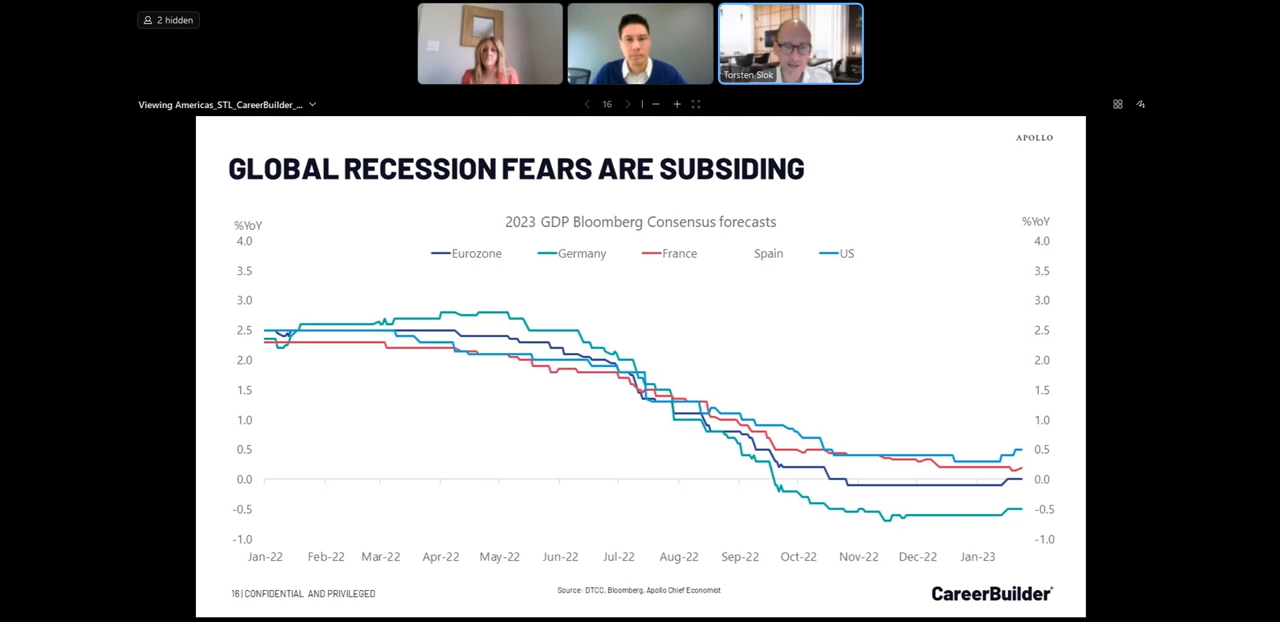 2 hidden
Torsten Slok
Viewing Americas_STL_CareerBuilder_...
16
APOLLO
GLOBAL RECESSION FEARS ARE SUBSIDING
2023 GDP Bloomberg Consensus forecasts
%YoY
%YoY
Eurozone Germany France Spain US
4.0 4.0
3.5 3.5
3.0 3.0
2.5 2.5
2.0 2.0
1.5 1.5
1.0 1.0
0.5 0.5
0.0 0.0
-0.5 -0.5
-1.0 -1.0
Jan-22 Feb-22 Mar-22 Apr-22 May-22 Jun-22 Jul-22 Aug-22 Sep-22 Oct-22 Nov-22 Dec-22 Jan-23
16 | CONFIDENTIAL AND PRIVILEGED
Source: DTCC, Bloomberg, Apollo Chief Economist
CareerBuilder®